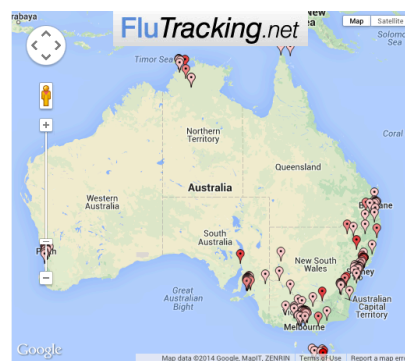 FluTracking.net
Map
Satellite
Timor Sea
Coral
Northern
Territory
Queensland
Western
Australia
Australia
South
Australia
New South
Wales
Great
Australian
Bight
Australian
Capital
Territory
Melbourne
Google
Map data ©2014 Google, MapIT, ZENRIN
Terms of Use
Report a map